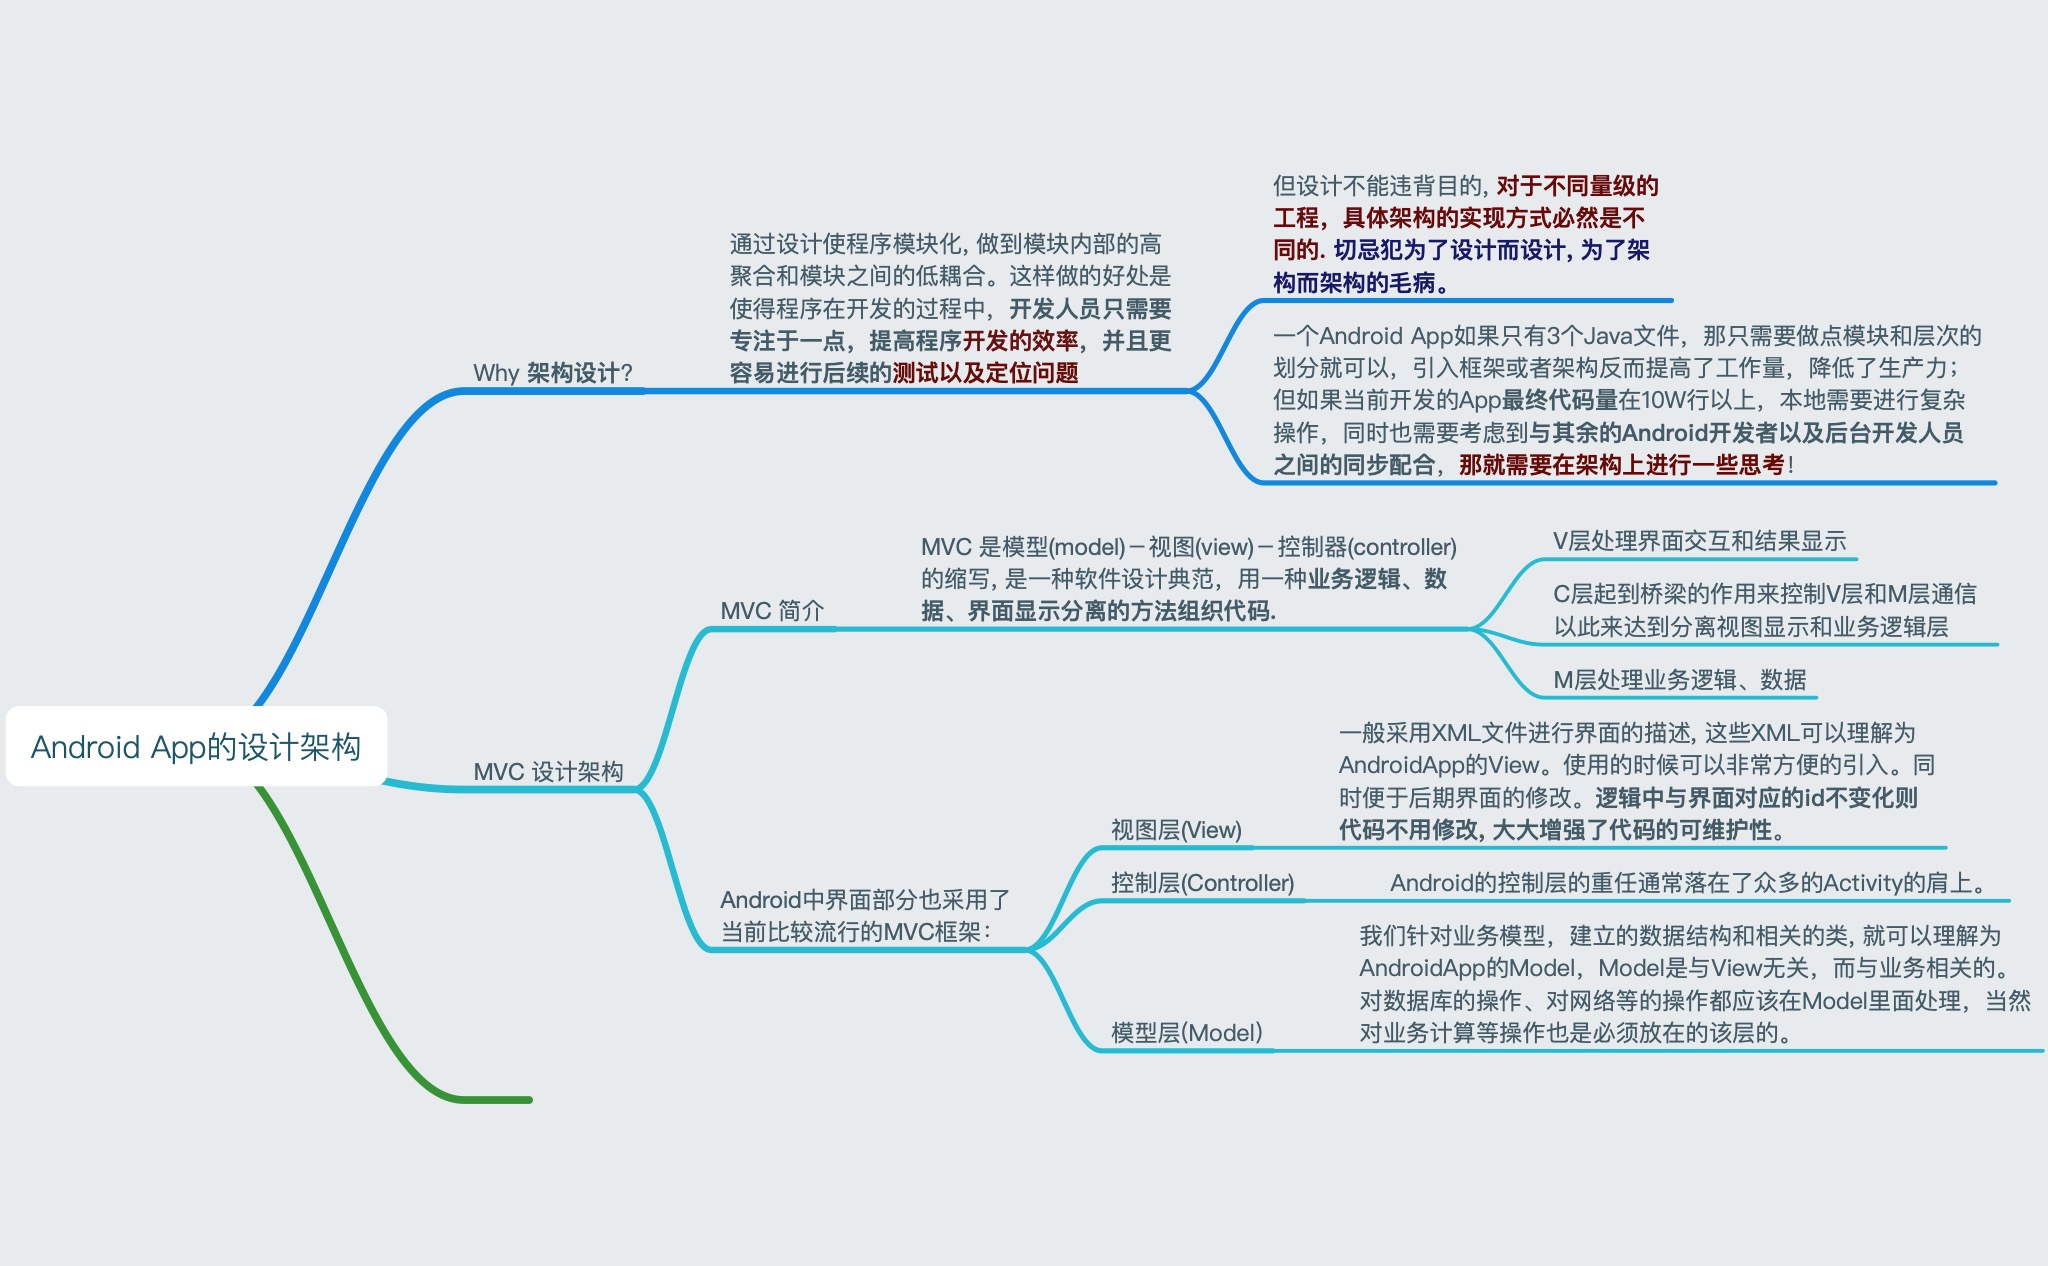 Android App的设计架构
Why 架构设计？
通过设计使程序模块化, 做到模块内部的高
聚合和模块之间的低耦合。这样做的好处是
使得程序在开发的过程中，开发人员只需要
专注于一点，提高程序开发的效率，并且更
容易进行后续的测试以及定位问题
但设计不能违背目的, 对于不同量级的
工程，具体架构的实现方式必然是不
同的. 切忌犯为了设计而设计, 为了架
构而架构的毛病。
一个Android App如果只有3个Java文件，那只需要做点模块和层次的
划分就可以，引入框架或者架构反而提高了工作量，降低了生产力；
但如果当前开发的App最终代码量在10W行以上，本地需要进行复杂
操作，同时也需要考虑到与其余的Android开发者以及后台开发人员
之间的同步配合，那就需要在架构上进行一些思考！
MVC 设计架构
MVC 简介
MVC 是模型(model)－视图(view)－控制器(controller)
的缩写, 是一种软件设计典范，用一种业务逻辑、数
据、界面显示分离的方法组织代码.
V层处理界面交互和结果显示
C层起到桥梁的作用来控制V层和M层通信
以此来达到分离视图显示和业务逻辑层
M层处理业务逻辑、数据
Android中界面部分也采用了
当前比较流行的MVC框架：
视图层(View)
一般采用XML文件进行界面的描述, 这些XML可以理解为
AndroidApp的View。使用的时候可以非常方便的引入。同
时便于后期界面的修改。逻辑中与界面对应的id不变化则
代码不用修改, 大大增强了代码的可维护性。
控制层(Controller)
Android的控制层的重任通常落在了众多的Activity的肩上。
模型层(Model)
我们针对业务模型，建立的数据结构和相关的类, 就可以理解为
AndroidApp的Model，Model是与View无关，而与业务相关的。
对数据库的操作、对网络等的操作都应该在Model里面处理，当然
对业务计算等操作也是必须放在的该层的。